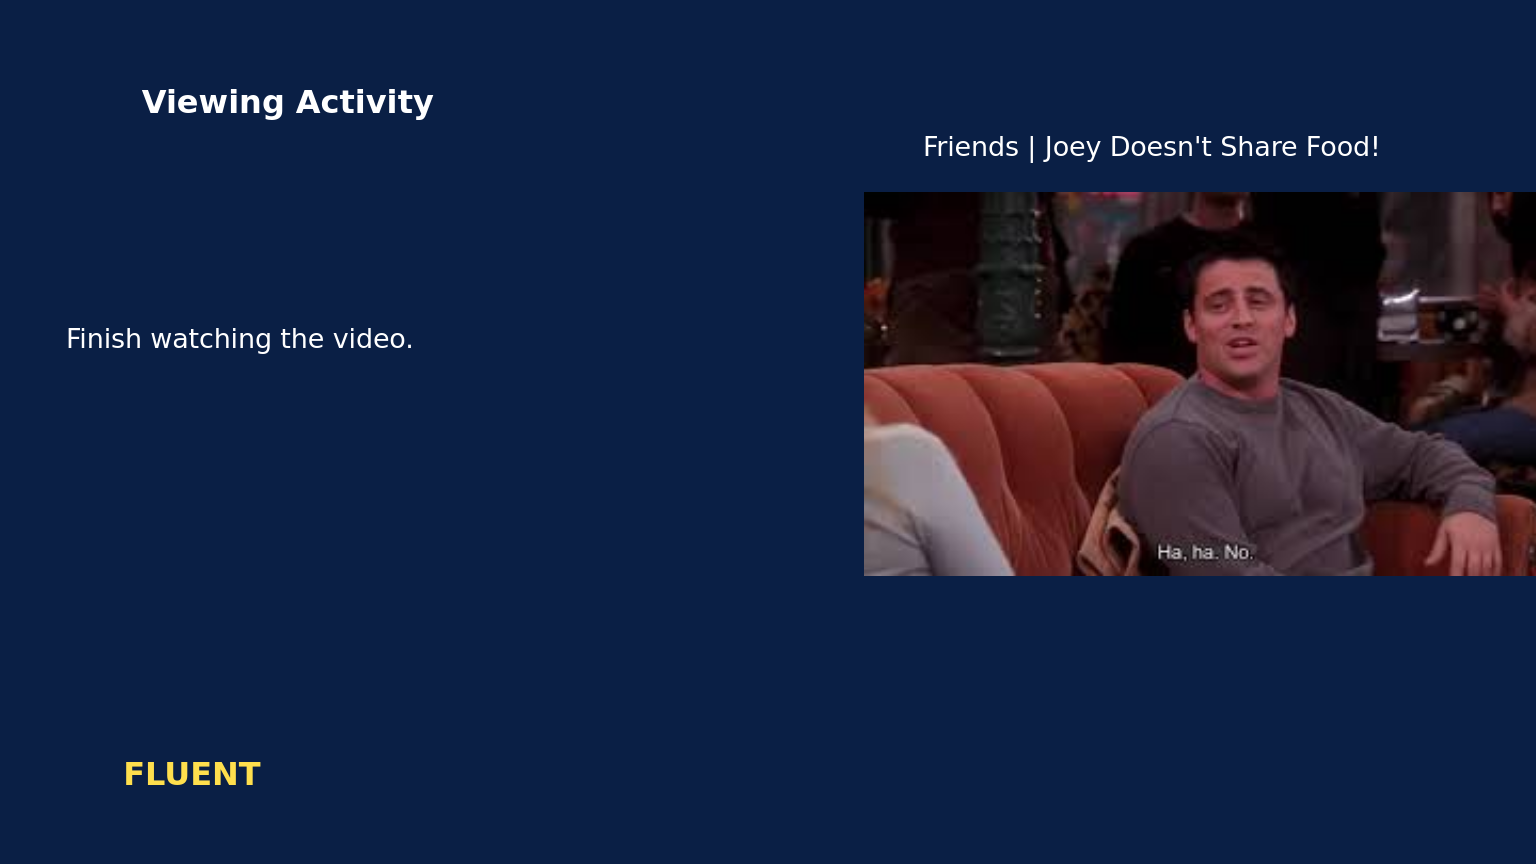 Viewing Activity
Friends | Joey Doesn't Share Food!
Finish watching the video.
Ha, ha. No.
FLUENT